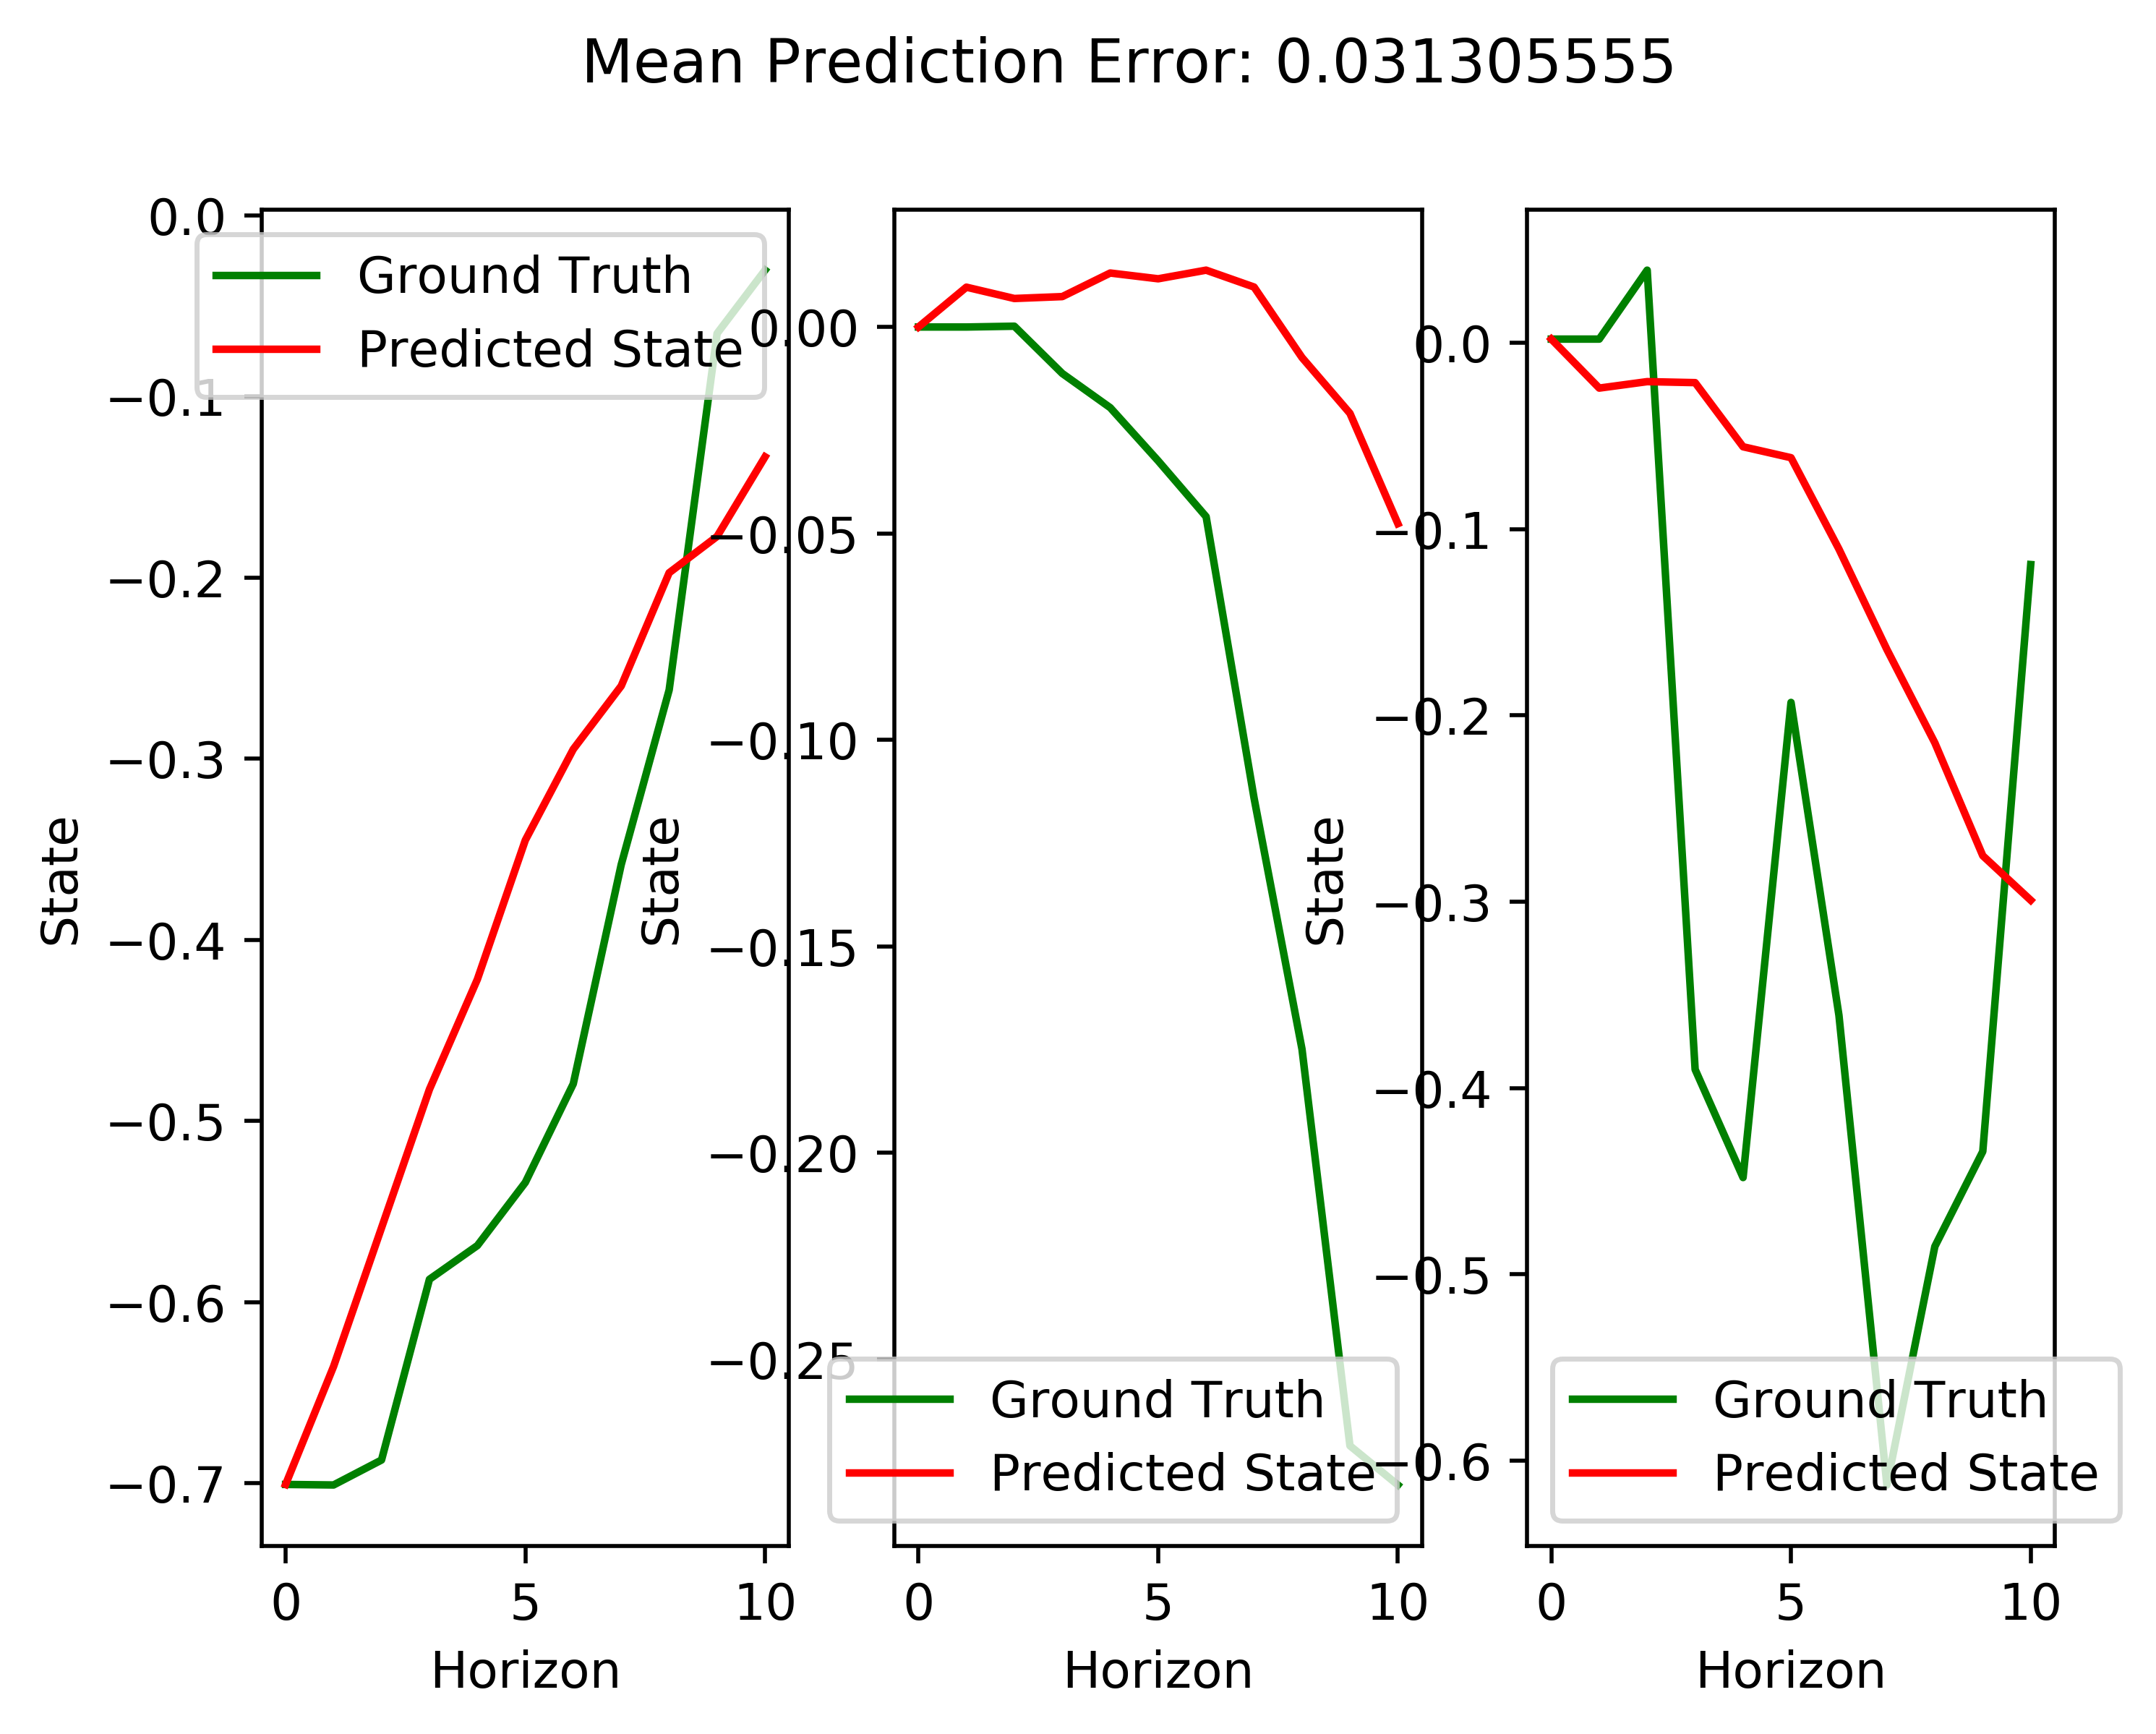 Mean Prediction Error: 0.031305555
0.0
−0.1
−0.2
−0.3
−0.4
−0.5
−0.6
−0.7
State
Ground Truth
Predicted State
0
5
10
Horizon
0.00
−0.05
−0.10
−0.15
−0.20
−0.25
State
Ground Truth
Predicted State
0
5
10
Horizon
0.0
−0.1
−0.2
−0.3
−0.4
−0.5
−0.6
State
Ground Truth
Predicted State
0
5
10
Horizon